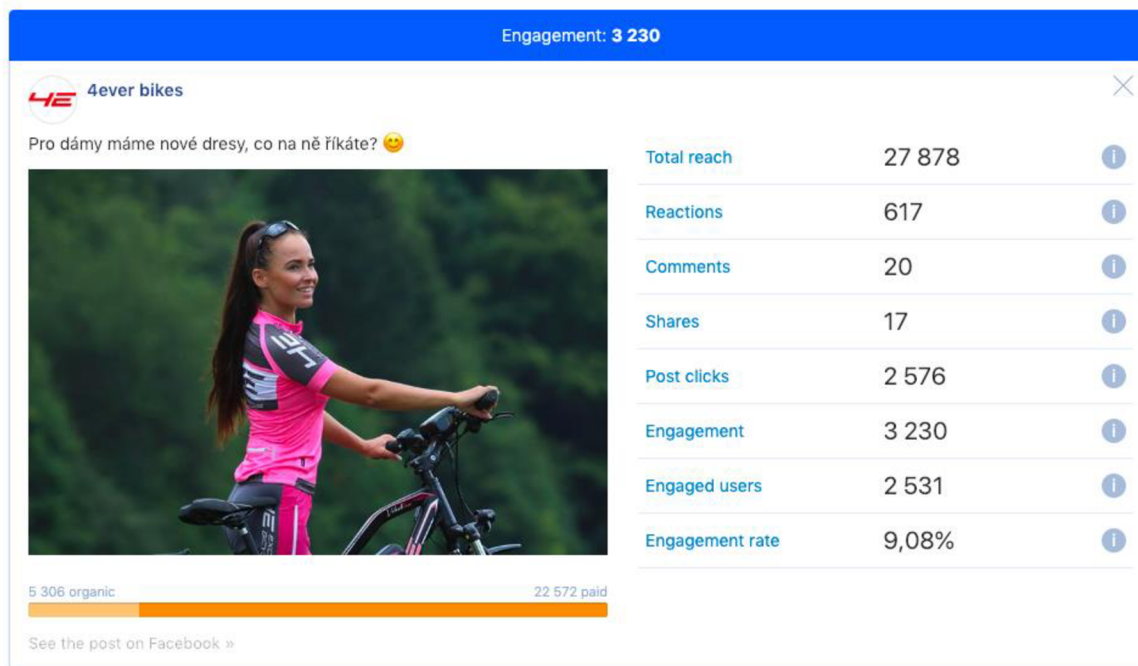 Engagement: 3 230
4E
4ever bikes
Pro dámy máme nové dresy, co na ně říkáte? 😊
Total reach 27 878
Reactions 617
Comments 20
Shares 17
Post clicks 2 576
Engagement 3 230
Engaged users 2 531
Engagement rate 9,08%
5 306 organic 22 572 paid
See the post on Facebook »